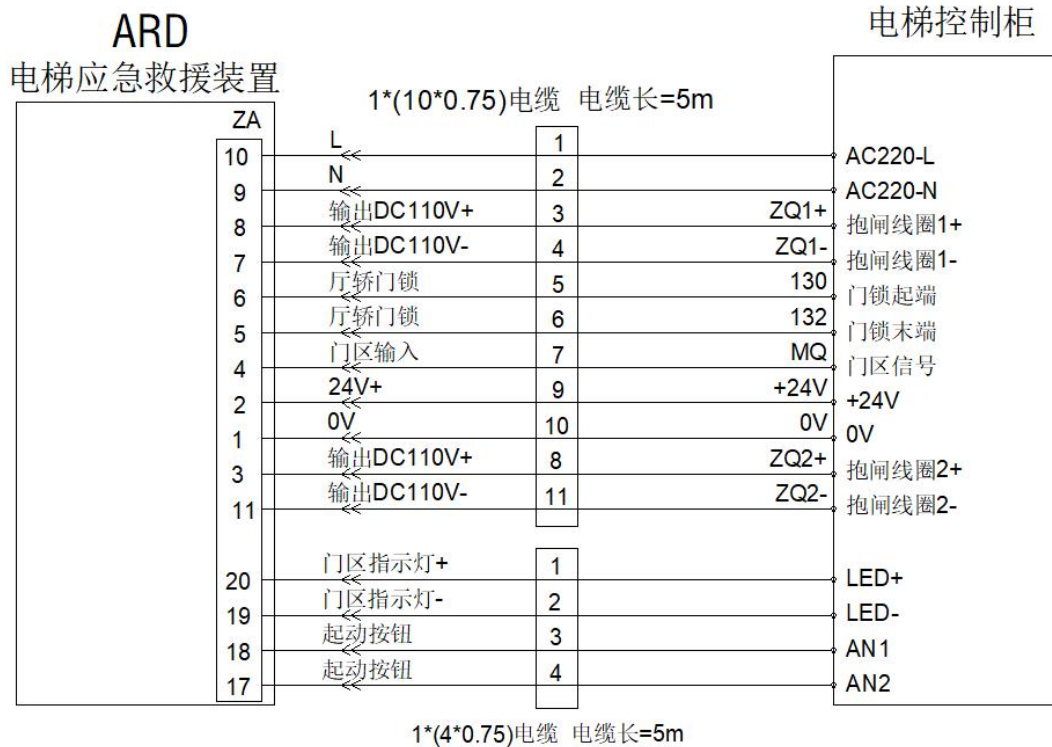 ARD
电梯应急救援装置
电梯控制柜
1*(10*0.75)电缆 电缆长=5m
ZA
10 L 1 AC220-L
9 N 2 AC220-N
8 输出DC110V+ 3 ZQ1+ 抱闸线圈1+
7 输出DC110V- 4 ZQ1- 抱闸线圈1-
6 厅轿门锁 5 130 门锁起端
5 厅轿门锁 6 132 门锁末端
4 门区输入 7 MQ 门区信号
2 24V+ 9 +24V +24V
1 0V 10 0V 0V
3 输出DC110V+ 8 ZQ2+ 抱闸线圈2+
11 输出DC110V- 11 ZQ2- 抱闸线圈2-
20 门区指示灯+ 1 LED+
19 门区指示灯- 2 LED-
18 起动按钮 3 AN1
17 起动按钮 4 AN2
1*(4*0.75)电缆 电缆长=5m